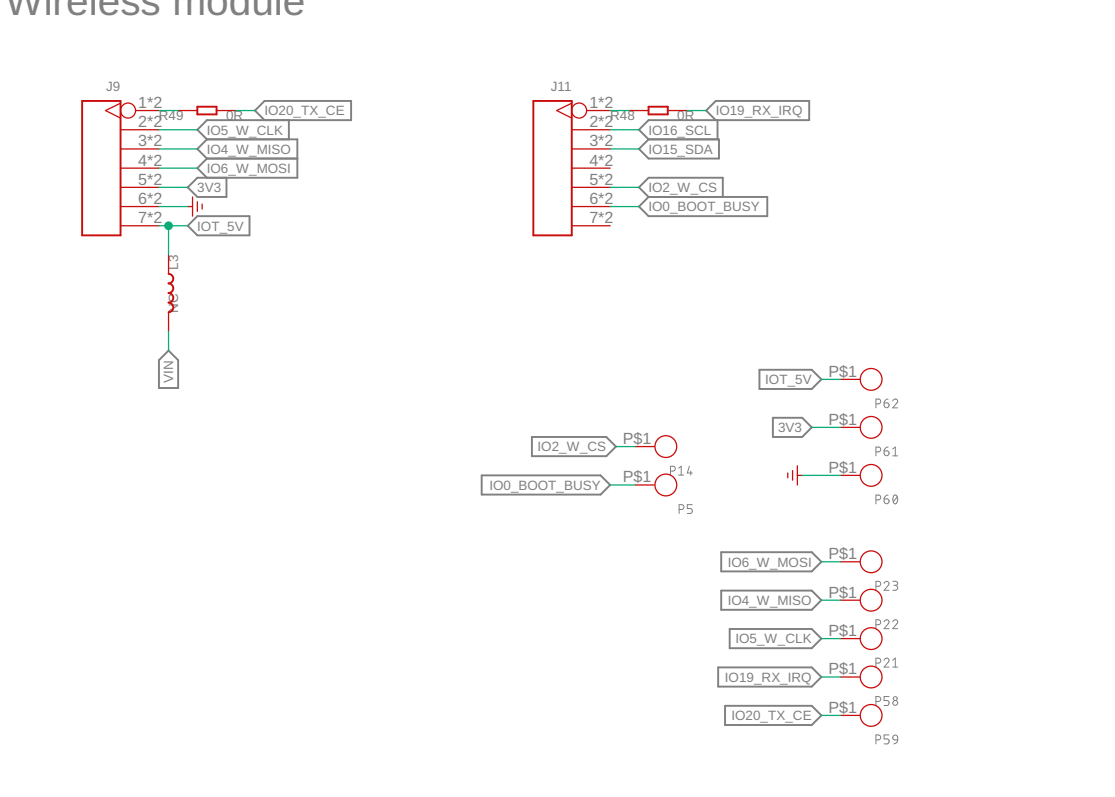 Wireless module
J9
1*2
R49
0R
IO20_TX_CE
2*2
IO5_W_CLK
3*2
IO4_W_MISO
4*2
IO6_W_MOSI
5*2
3V3
6*2
7*2
IOT_5V
L3
NC
VIN
J11
1*2
R48
0R
IO19_RX_IRQ
2*2
IO16_SCL
3*2
IO15_SDA
4*2
5*2
IO2_W_CS
6*2
IO0_BOOT_BUSY
7*2
IO2_W_CS
P$1
P14
IO0_BOOT_BUSY
P$1
P5
IOT_5V
P$1
P62
3V3
P$1
P61
P$1
P60
IO6_W_MOSI
P$1
P23
IO4_W_MISO
P$1
P22
IO5_W_CLK
P$1
P21
IO19_RX_IRQ
P$1
P58
IO20_TX_CE
P$1
P59